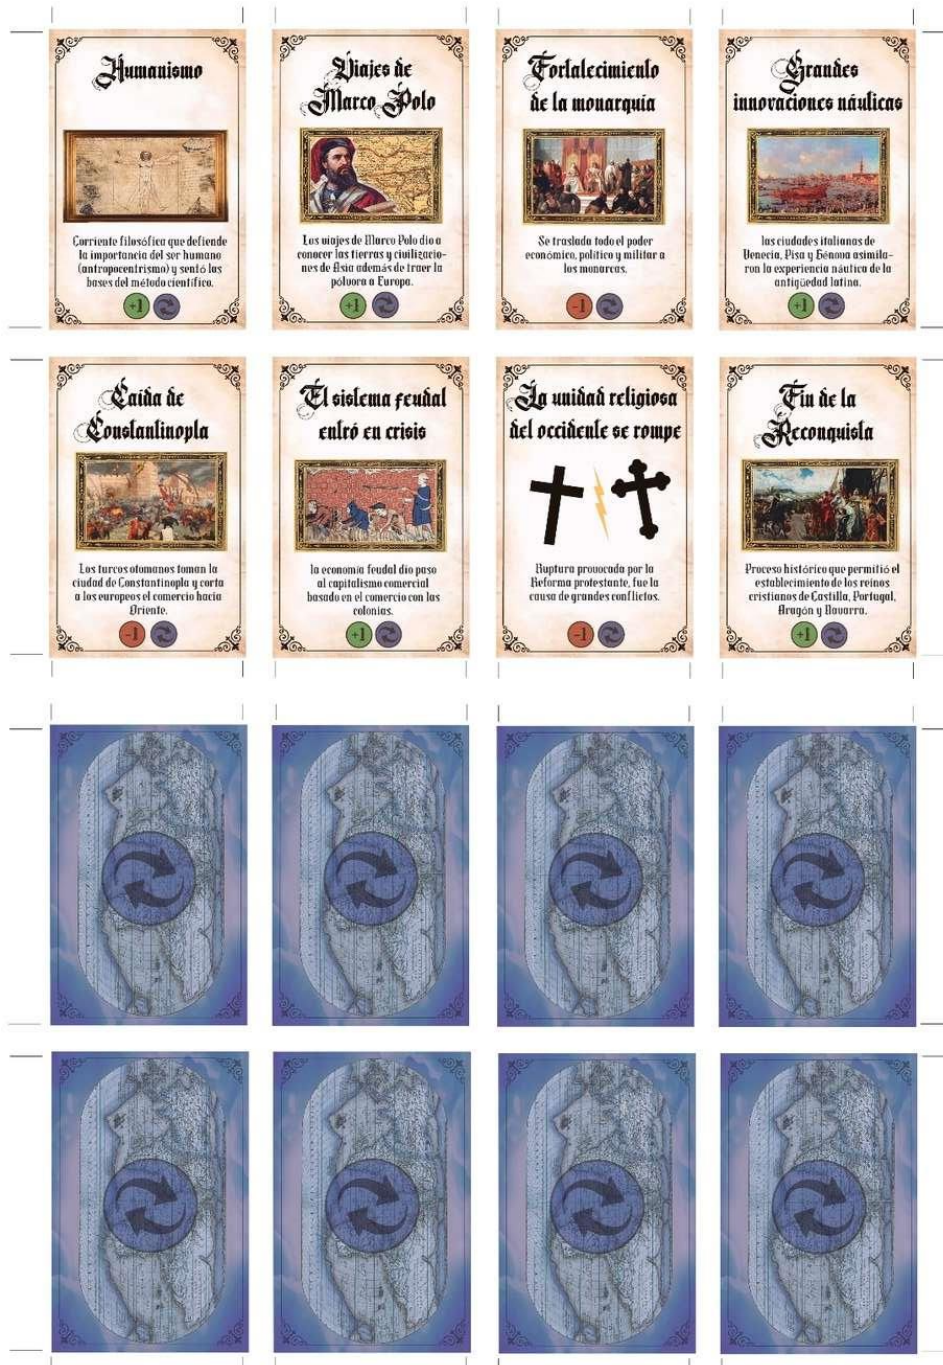 Humanismo
Corriente filosófica que defiende
la importancia del ser humano
(antropocentrismo) y sentó las
bases del método científico.
+1
Viajes de
Marco Polo
Los viajes de Marco Polo dio a
conocer las tierras y civilizacio-
nes de Asia además de traer la
pólvora a Europa.
+1
Fortalecimiento
de la monarquía
Se traslada todo el poder
económico, político y militar a
los monarcas.
-1
Grandes
innovaciones náuticas
las ciudades italianas de
Venecia, Pisa y Génova asimila-
ron la experiencia náutica de la
antigüedad latina.
+1
Caída de
Constantinopla
Los turcos otomanos toman la
ciudad de Constantinopla y corta
a los europeos el comercio hacia
Oriente.
-1
El sistema feudal
entró en crisis
la economía feudal dio paso
al capitalismo comercial
basado en el comercio con las
colonias.
+1
La unidad religiosa
del occidente se rompe
Ruptura provocada por la
Reforma protestante, fue la
causa de grandes conflictos.
-1
Fin de la
Reconquista
Proceso histórico que permitió el
establecimiento de los reinos
cristianos de Castilla, Portugal,
Aragón y Navarra.
+1